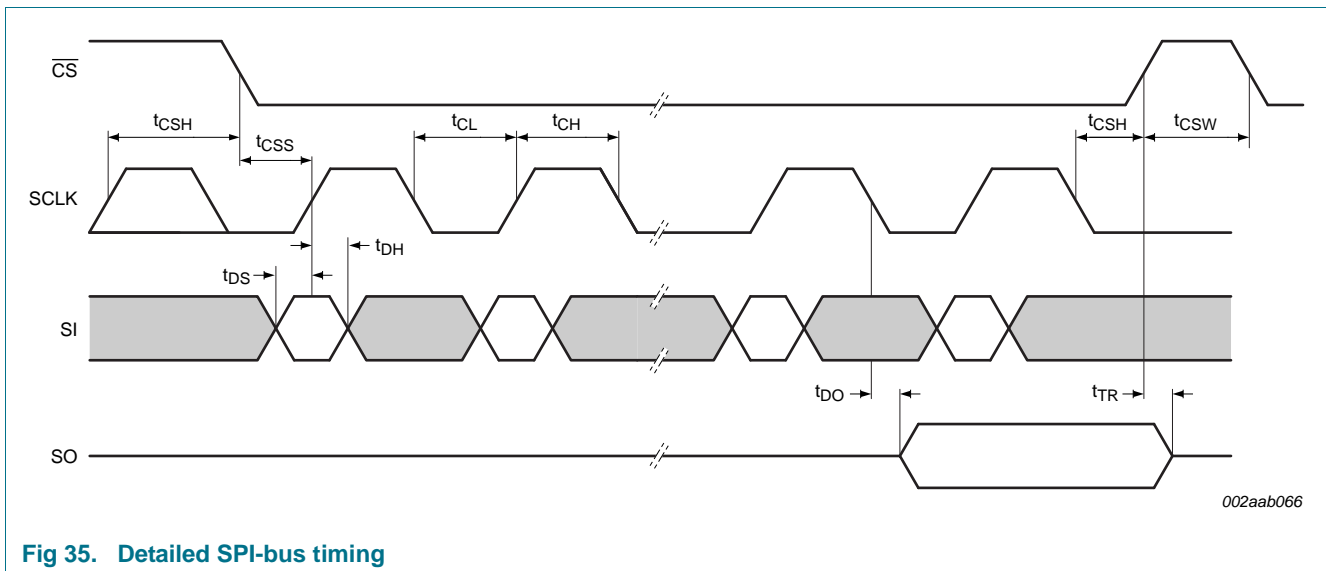 CS
tCSH
tCSS
tCL
tCH
tCSH
tCSW
SCLK
tDH
tDS
SI
tDO
tTR
SO
002aab066
Fig 35. Detailed SPI-bus timing